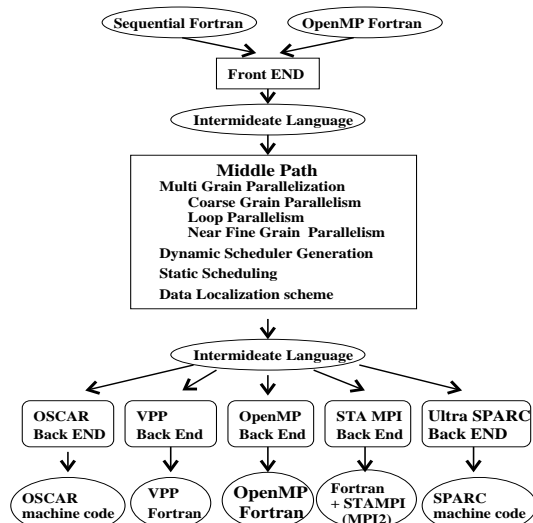 Sequential Fortran
OpenMP Fortran
Front END
Intermideate Language
Middle Path
Multi Grain Parallelization
Coarse Grain Parallelism
Loop Parallelism
Near Fine Grain Parallelism
Dynamic Scheduler Generation
Static Scheduling
Data Localization scheme
Intermideate Language
OSCAR
Back END
VPP
Back End
OpenMP
Back End
STA MPI
Back End
Ultra SPARC
Back END
OSCAR
machine code
VPP
Fortran
OpenMP
Fortran
Fortran
+ STAMPI
(MPI2)
SPARC
machine code